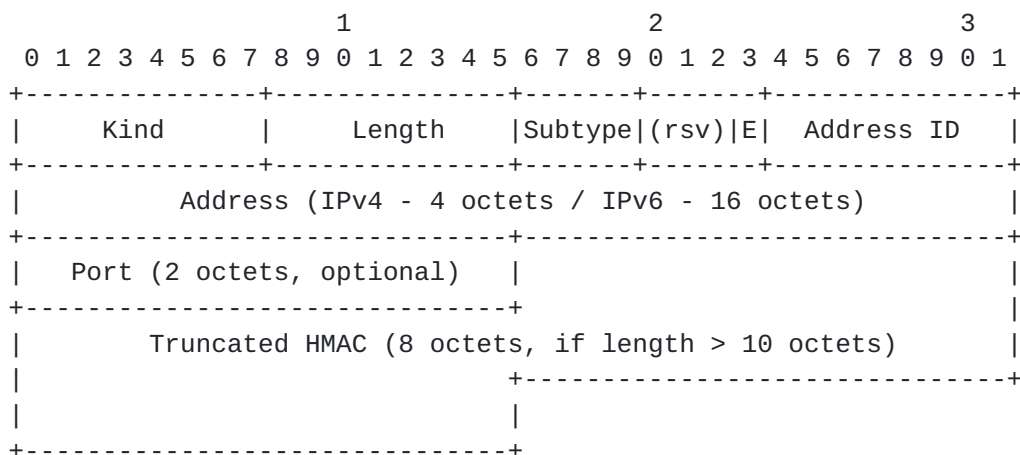 1 2 3
0 1 2 3 4 5 6 7 8 9 0 1 2 3 4 5 6 7 8 9 0 1 2 3 4 5 6 7 8 9 0 1
+---------------+---------------+-------+-------+---------------+
| Kind | Length |Subtype|(rsv)|E| Address ID |
+---------------+---------------+-------+-------+---------------+
| Address (IPv4 - 4 octets / IPv6 - 16 octets) |
+-------------------------------+-------------------------------+
| Port (2 octets, optional) | |
+-------------------------------+ |
| Truncated HMAC (8 octets, if length > 10 octets) |
| +-------------------------------+
| |
+-------------------------------+